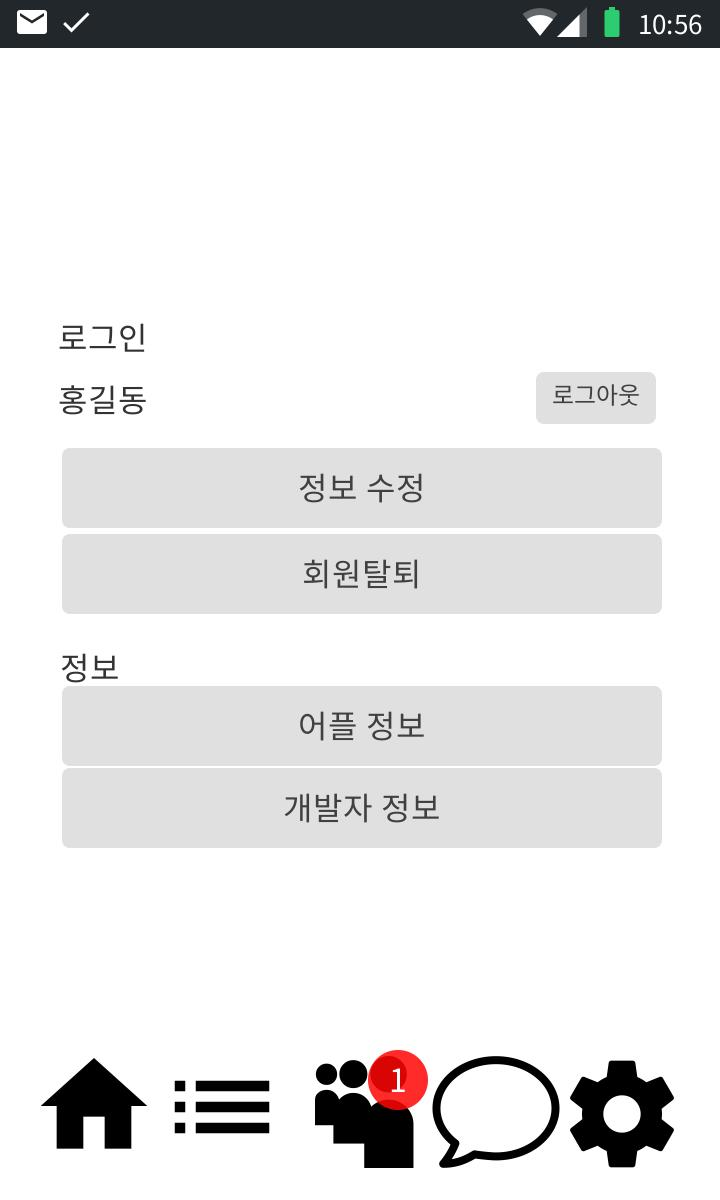 10:56
로그인
홍길동
로그아웃
정보 수정
회원탈퇴
정보
어플 정보
개발자 정보
1